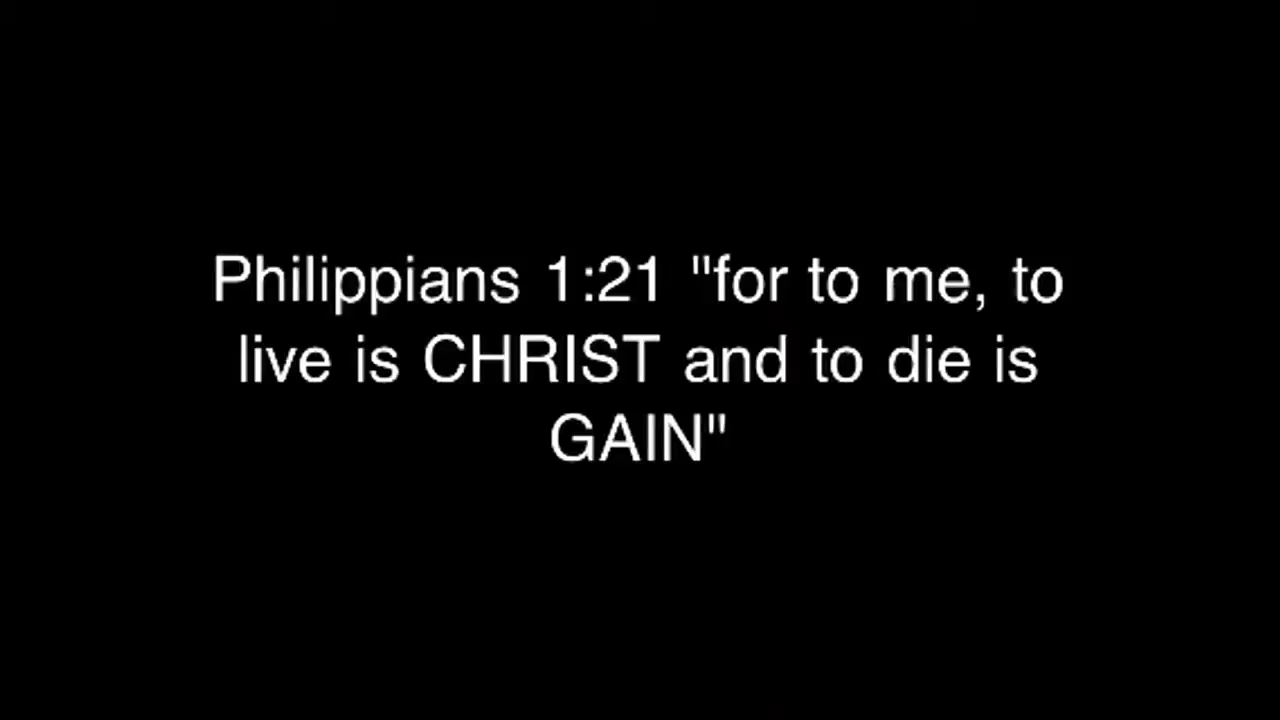 Philippians 1:21 "for to me, to
live is CHRIST and to die is
GAIN"